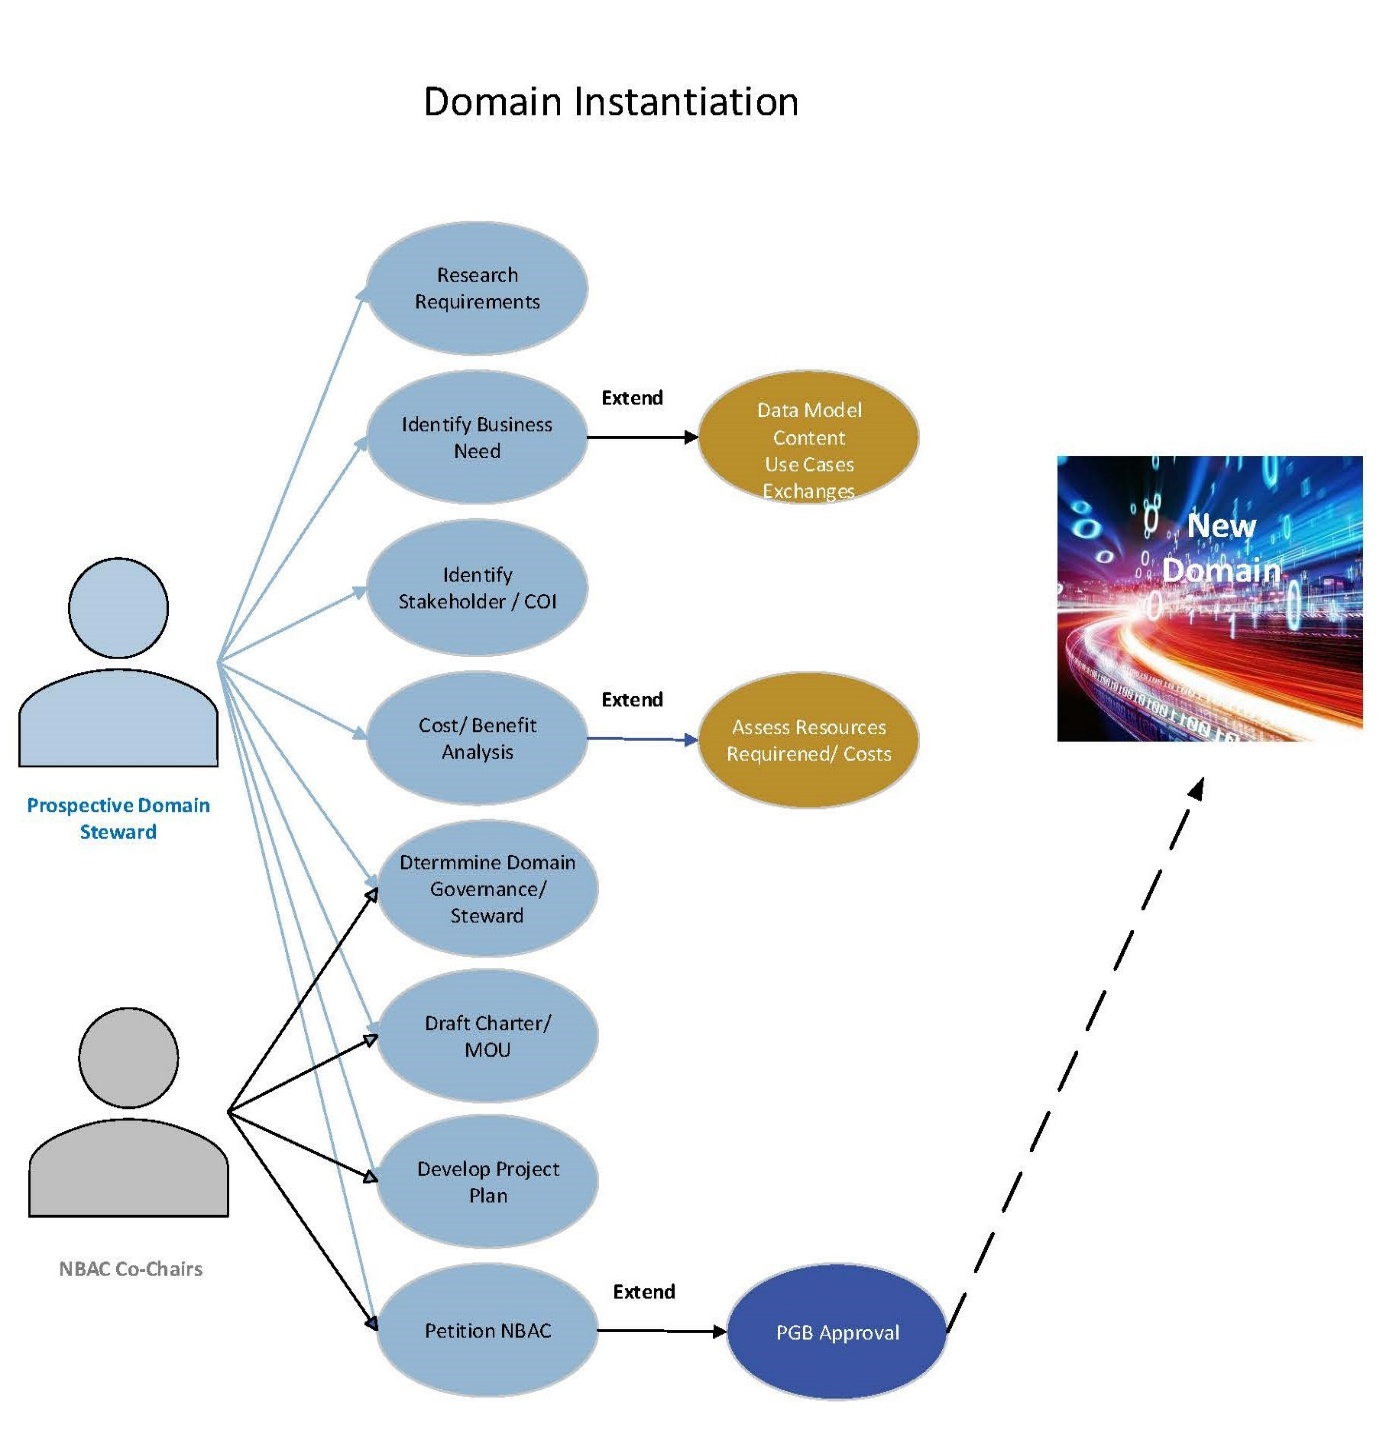 Domain Instantiation
Research
Requirements
Identify Business
Need
Extend
Data Model
Content
Use Cases
Exchanges
New
Domain
Identify
Stakeholder / COI
Cost/ Benefit
Analysis
Extend
Assess Resources
Requirened/ Costs
Prospective Domain
Steward
Dtermmine Domain
Governance/
Steward
Draft Charter/
MOU
Develop Project
Plan
NBAC Co-Chairs
Petition NBAC
Extend
PGB Approval